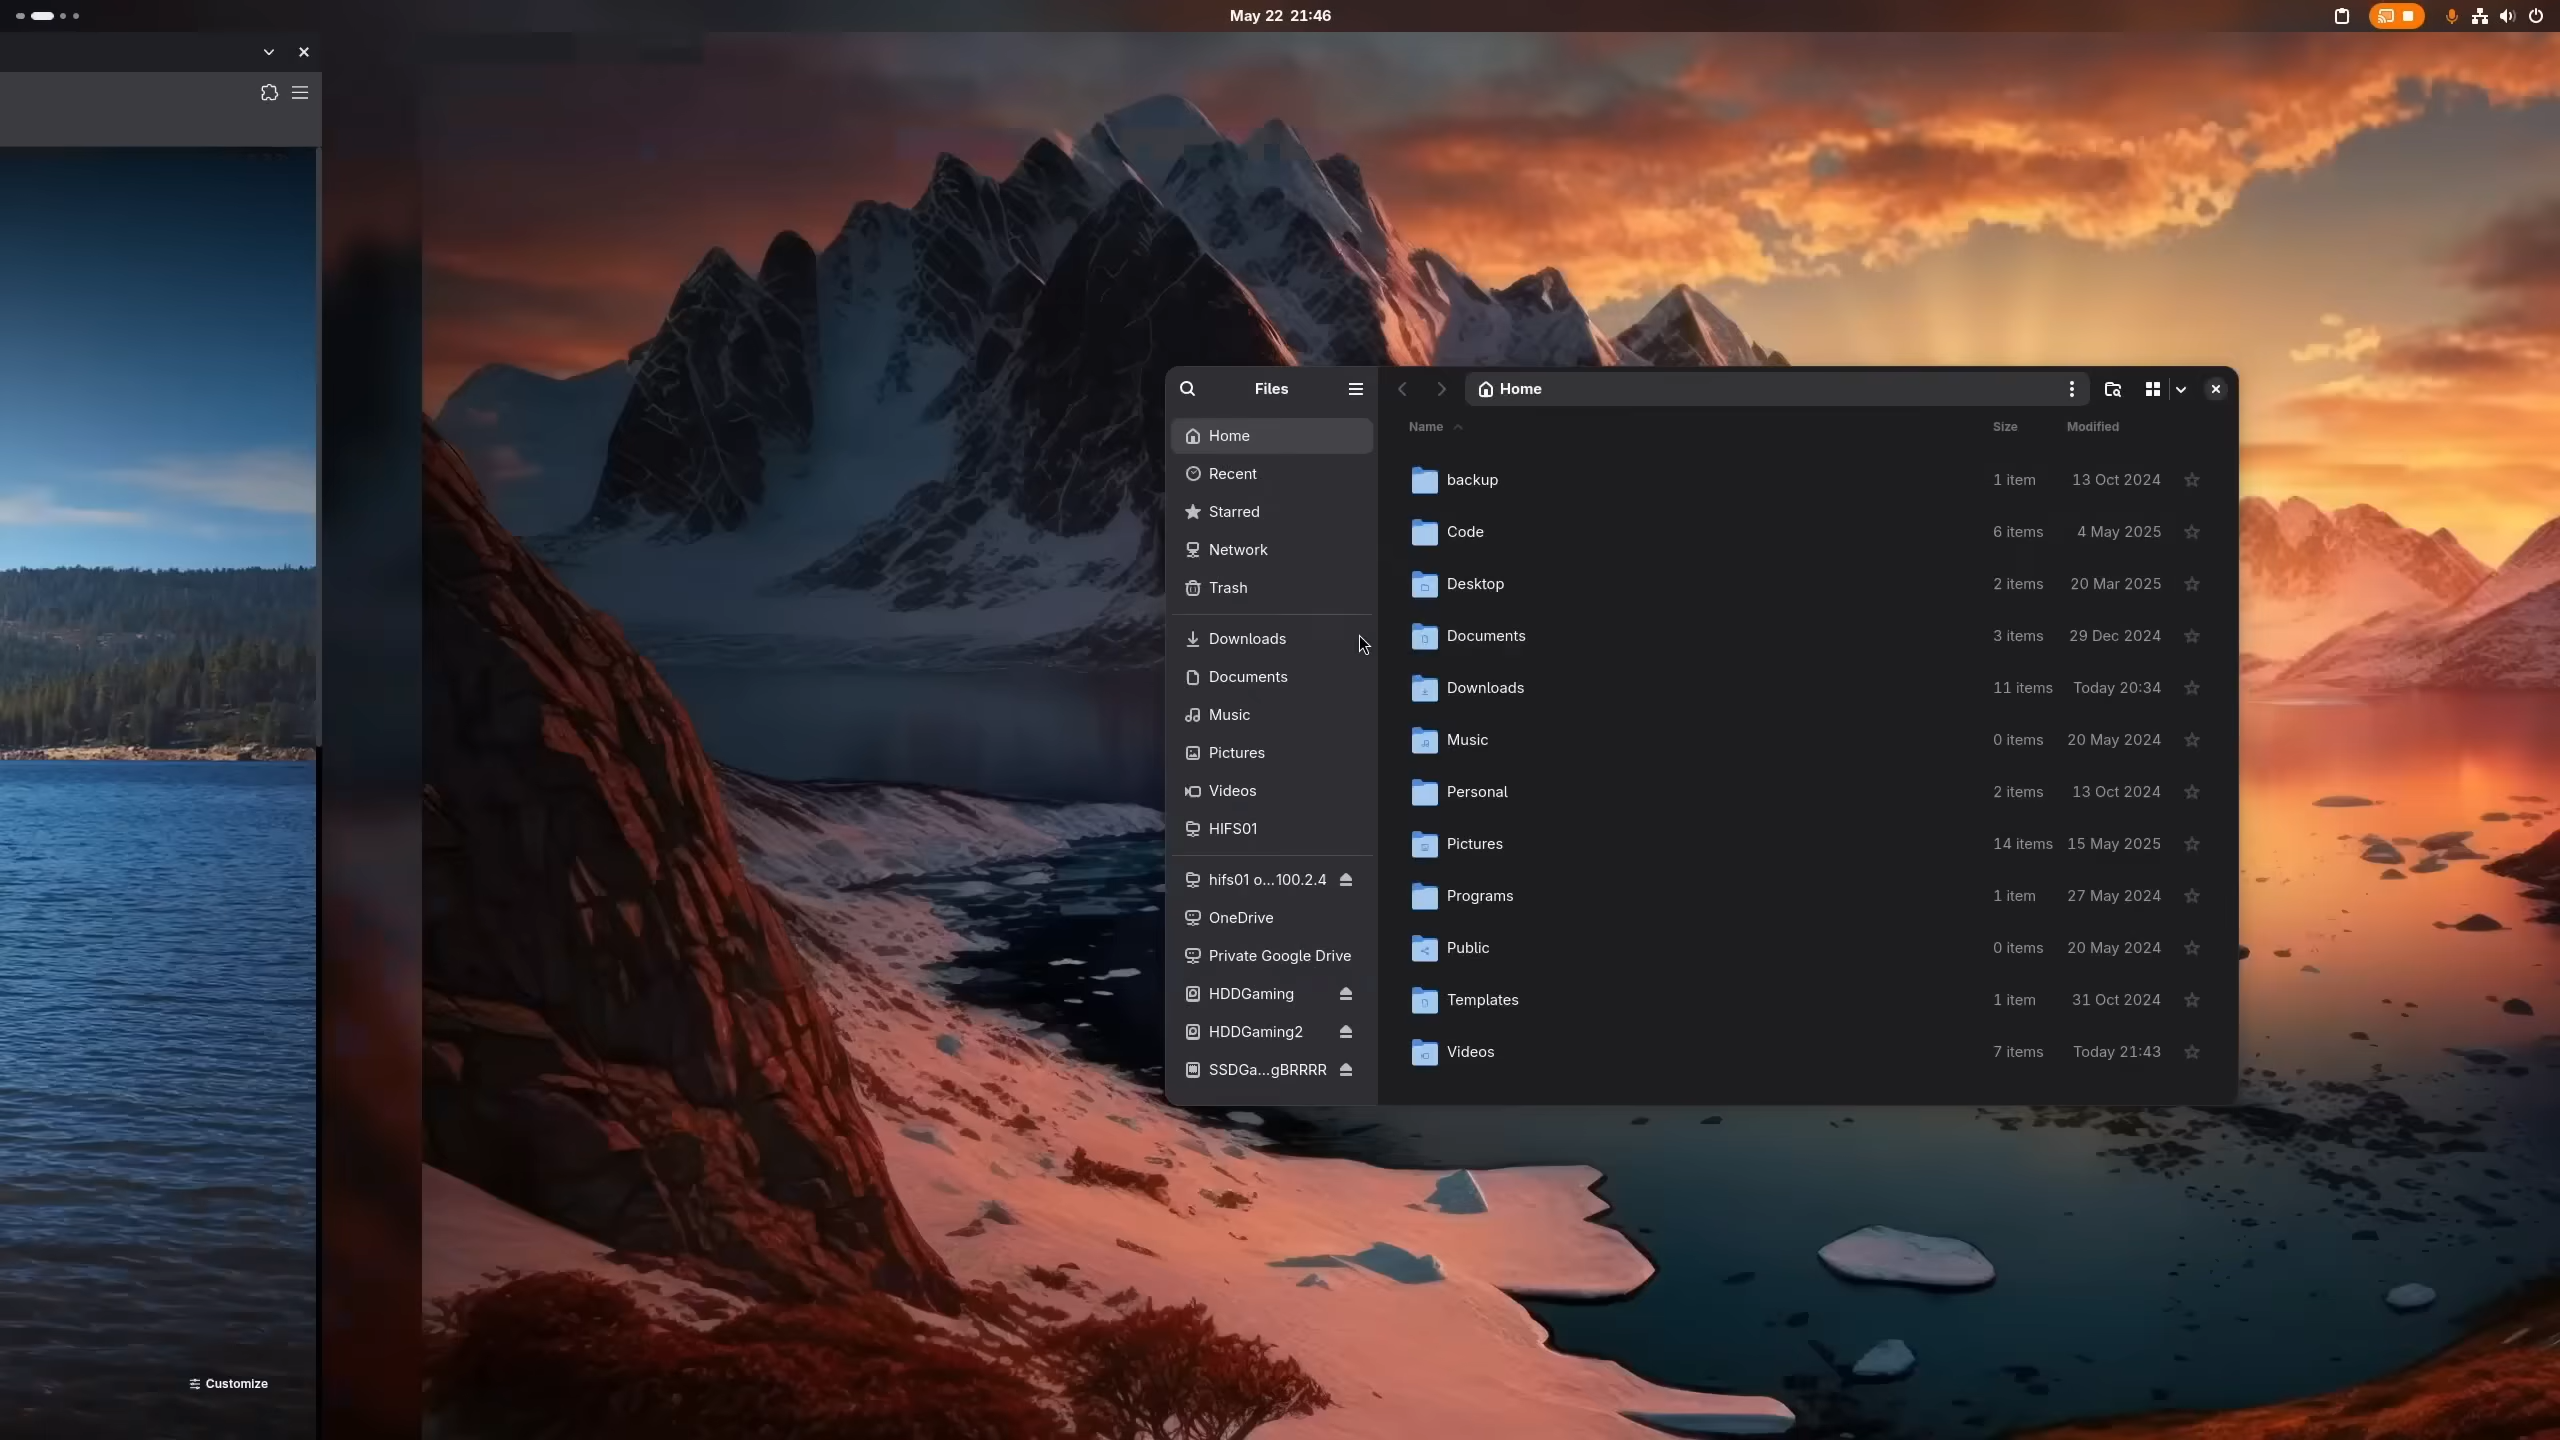 May 22 21:46
Files
Home
Home
Recent
Starred
Network
Trash
Downloads
Documents
Music
Pictures
Videos
HIFS01
hifs01 o...100.2.4
OneDrive
Private Google Drive
HDDGaming
HDDGaming2
SSDGa...gBRRRR
Name Size Modified
backup 1 item 13 Oct 2024
Code 6 items 4 May 2025
Desktop 2 items 20 Mar 2025
Documents 3 items 29 Dec 2024
Downloads 11 items Today 20:34
Music 0 items 20 May 2024
Personal 2 items 13 Oct 2024
Pictures 14 items 15 May 2025
Programs 1 item 27 May 2024
Public 0 items 20 May 2024
Templates 1 item 31 Oct 2024
Videos 7 items Today 21:43
Customize